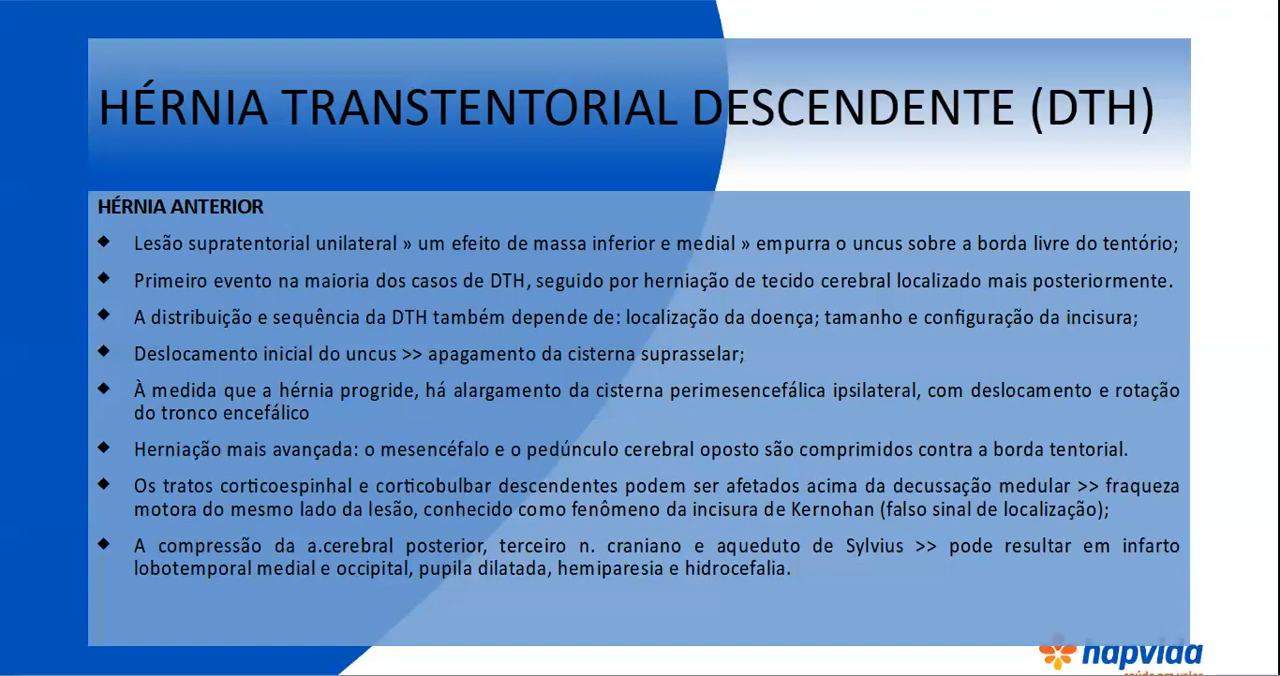 HÉRNIA TRANSTENTORIAL DESCENDENTE (DTH)
HÉRNIA ANTERIOR
◆ Lesão supratentorial unilateral » um efeito de massa inferior e medial » empurra o uncus sobre a borda livre do tentório;
◆ Primeiro evento na maioria dos casos de DTH, seguido por herniação de tecido cerebral localizado mais posteriormente.
◆ A distribuição e sequência da DTH também depende de: localização da doença; tamanho e configuração da incisura;
◆ Deslocamento inicial do uncus >> apagamento da cisterna suprasselar;
◆ À medida que a hérnia progride, há alargamento da cisterna perimesencefálica ipsilateral, com deslocamento e rotação
do tronco encefálico
◆ Herniação mais avançada: o mesencéfalo e o pedúnculo cerebral oposto são comprimidos contra a borda tentorial.
◆ Os tratos corticoespinhal e corticobulbar descendentes podem ser afetados acima da decussação medular >> fraqueza
motora do mesmo lado da lesão, conhecido como fenômeno da incisura de Kernohan (falso sinal de localização);
◆ A compressão da a.cerebral posterior, terceiro n. craniano e aqueduto de Sylvius >> pode resultar em infarto
lobotemporal medial e occipital, pupila dilatada, hemiparesia e hidrocefalia.
hapvida